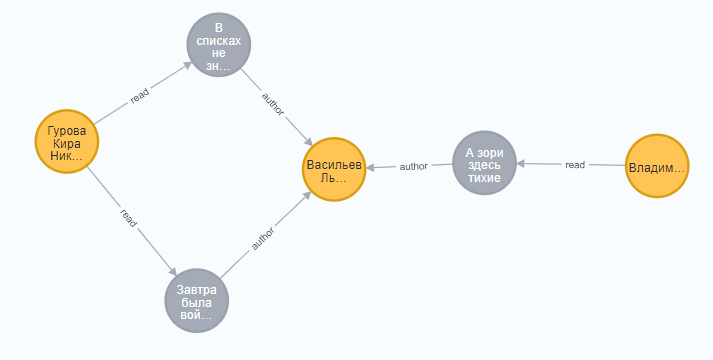 В
списках
не
зн...
read
author
Гурова
Кира
Ник...
Васильев
Ль...
author
А зори
здесь
тихие
read
Владим...
read
author
Завтра
была
вой...